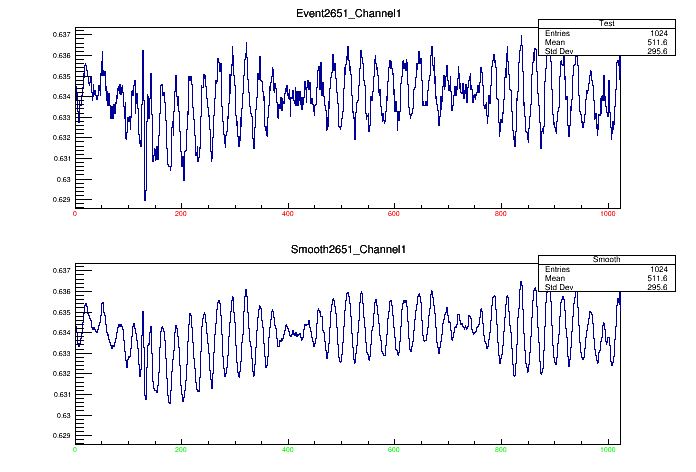 Event2651_Channel1
Test
Entries 1024
Mean 511.6
Std Dev 295.6
0.637
0.636
0.635
0.634
0.633
0.632
0.631
0.63
0.629
0 200 400 600 800 1000
Smooth2651_Channel1
Smooth
Entries 1024
Mean 511.6
Std Dev 295.6
0.637
0.636
0.635
0.634
0.633
0.632
0.631
0.63
0.629
0 200 400 600 800 1000